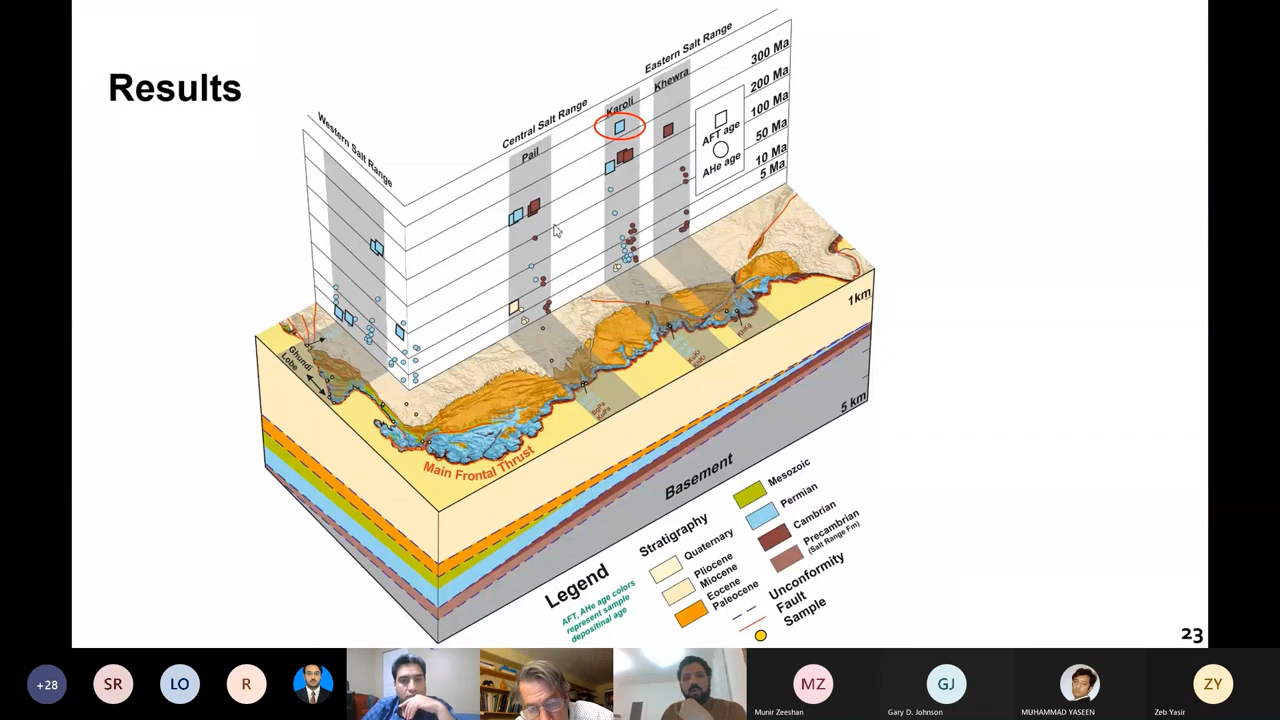 Results
Western Salt Range
Central Salt Range
Eastern Salt Range
Pail
Karoli
Khewra
300 Ma
200 Ma
100 Ma
50 Ma
10 Ma
5 Ma
AFT age
AHe age
Ghundi
Lobe
Main Frontal Thrust
1km
5 km
Basement
Legend
AFT, AHe age colors
represent sample
depositinal age
Stratigraphy
Quaternary
Pliocene
Miocene
Eocene
Paleocene
Mesozoic
Permian
Cambrian
Precambrian
(Salt Range Fm)
Unconformity
Fault
Sample
23
+28
SR
LO
R
MZ
Munir Zeeshan
GJ
Gary D. Johnson
MUHAMMAD YASEEN
ZY
Zeb Yasir